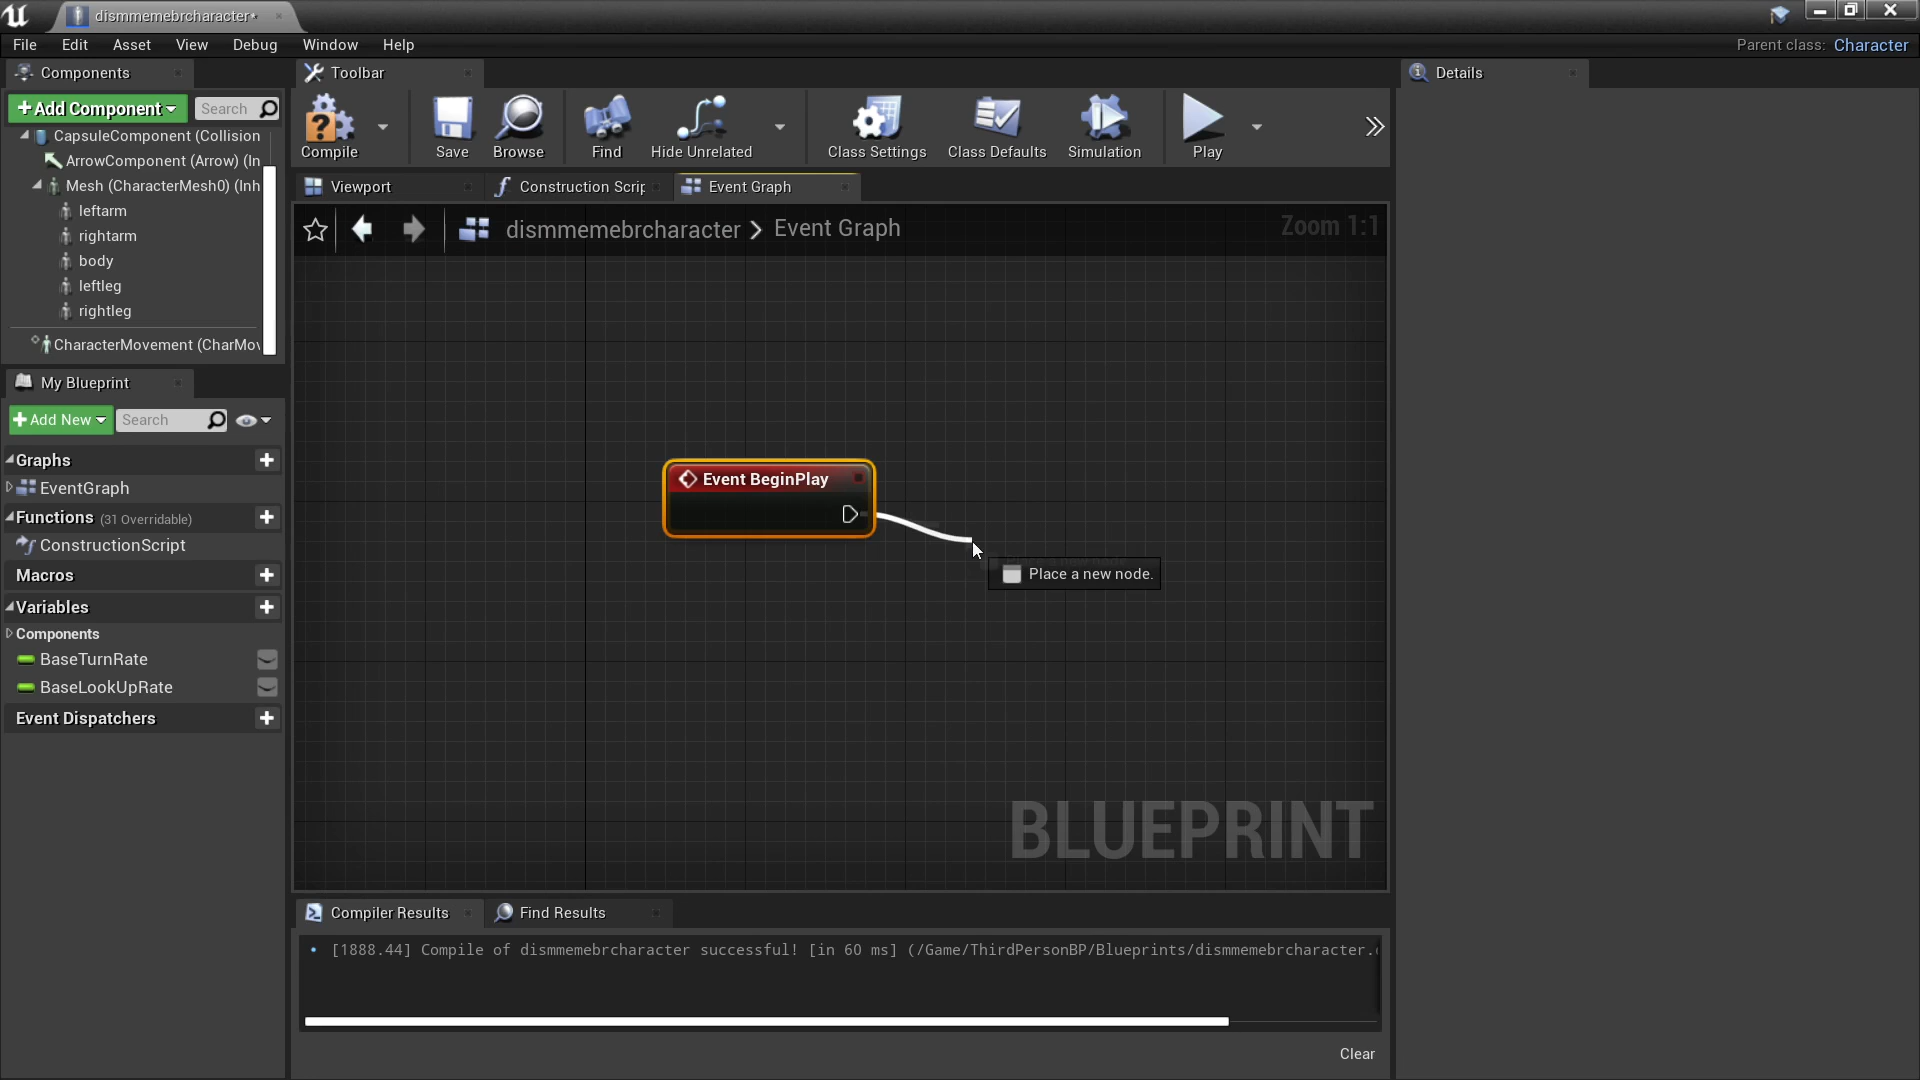 dismmemebrcharacter*
File Edit Asset View Debug Window Help
Parent class: Character
Components
Toolbar
Details
+Add Component
Search
CapsuleComponent (Collision
ArrowComponent (Arrow) (In
Mesh (CharacterMesh0) (Inh
leftarm
rightarm
body
leftleg
rightleg
CharacterMovement (CharMov
Compile
Save
Browse
Find
Hide Unrelated
Class Settings
Class Defaults
Simulation
Play
Viewport
Construction Scrip
Event Graph
dismmemebrcharacter > Event Graph
Zoom 1:1
My Blueprint
+Add New
Search
Graphs
EventGraph
Functions (31 Overridable)
ConstructionScript
Macros
Variables
Components
BaseTurnRate
BaseLookUpRate
Event Dispatchers
Event BeginPlay
Place a new node.
BLUEPRINT
Compiler Results
Find Results
[1888.44] Compile of dismmemebrcharacter successful! [in 60 ms] (/Game/ThirdPersonBP/Blueprints/dismmemebrcharacter.
Clear